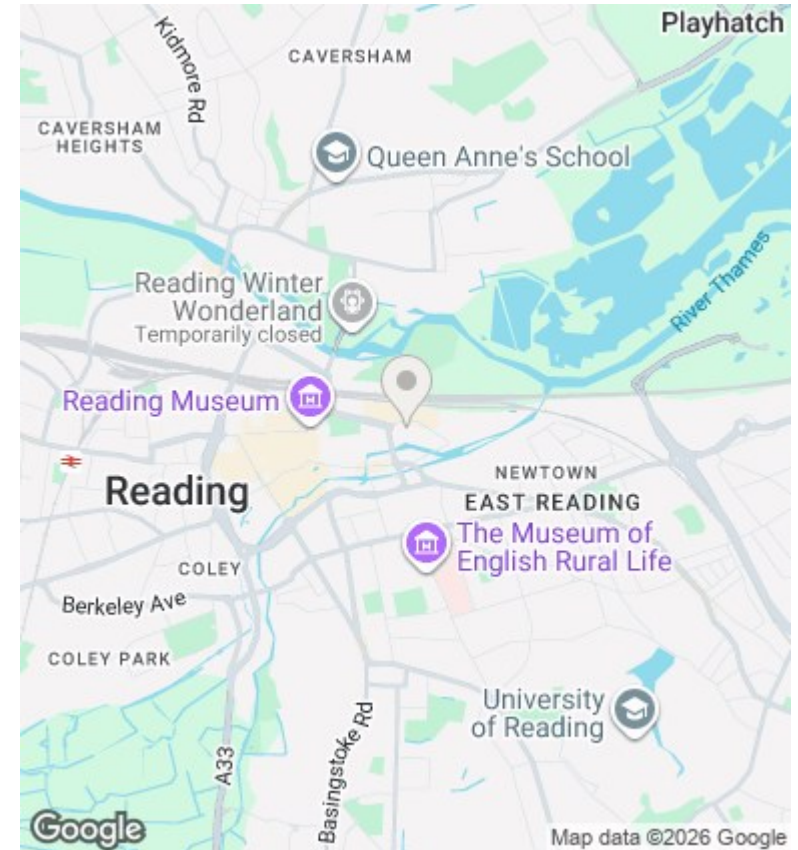 Playhatch
Kidmore Rd
CAVERSHAM
CAVERSHAM
HEIGHTS
Queen Anne's School
River Thames
Reading Winter
Wonderland
Temporarily closed
Reading Museum
Reading
NEWTOWN
EAST READING
The Museum of
English Rural Life
COLEY
Berkeley Ave
COLEY PARK
University
of Reading
A33
Basingstoke Rd
Google
Map data ©2026 Google